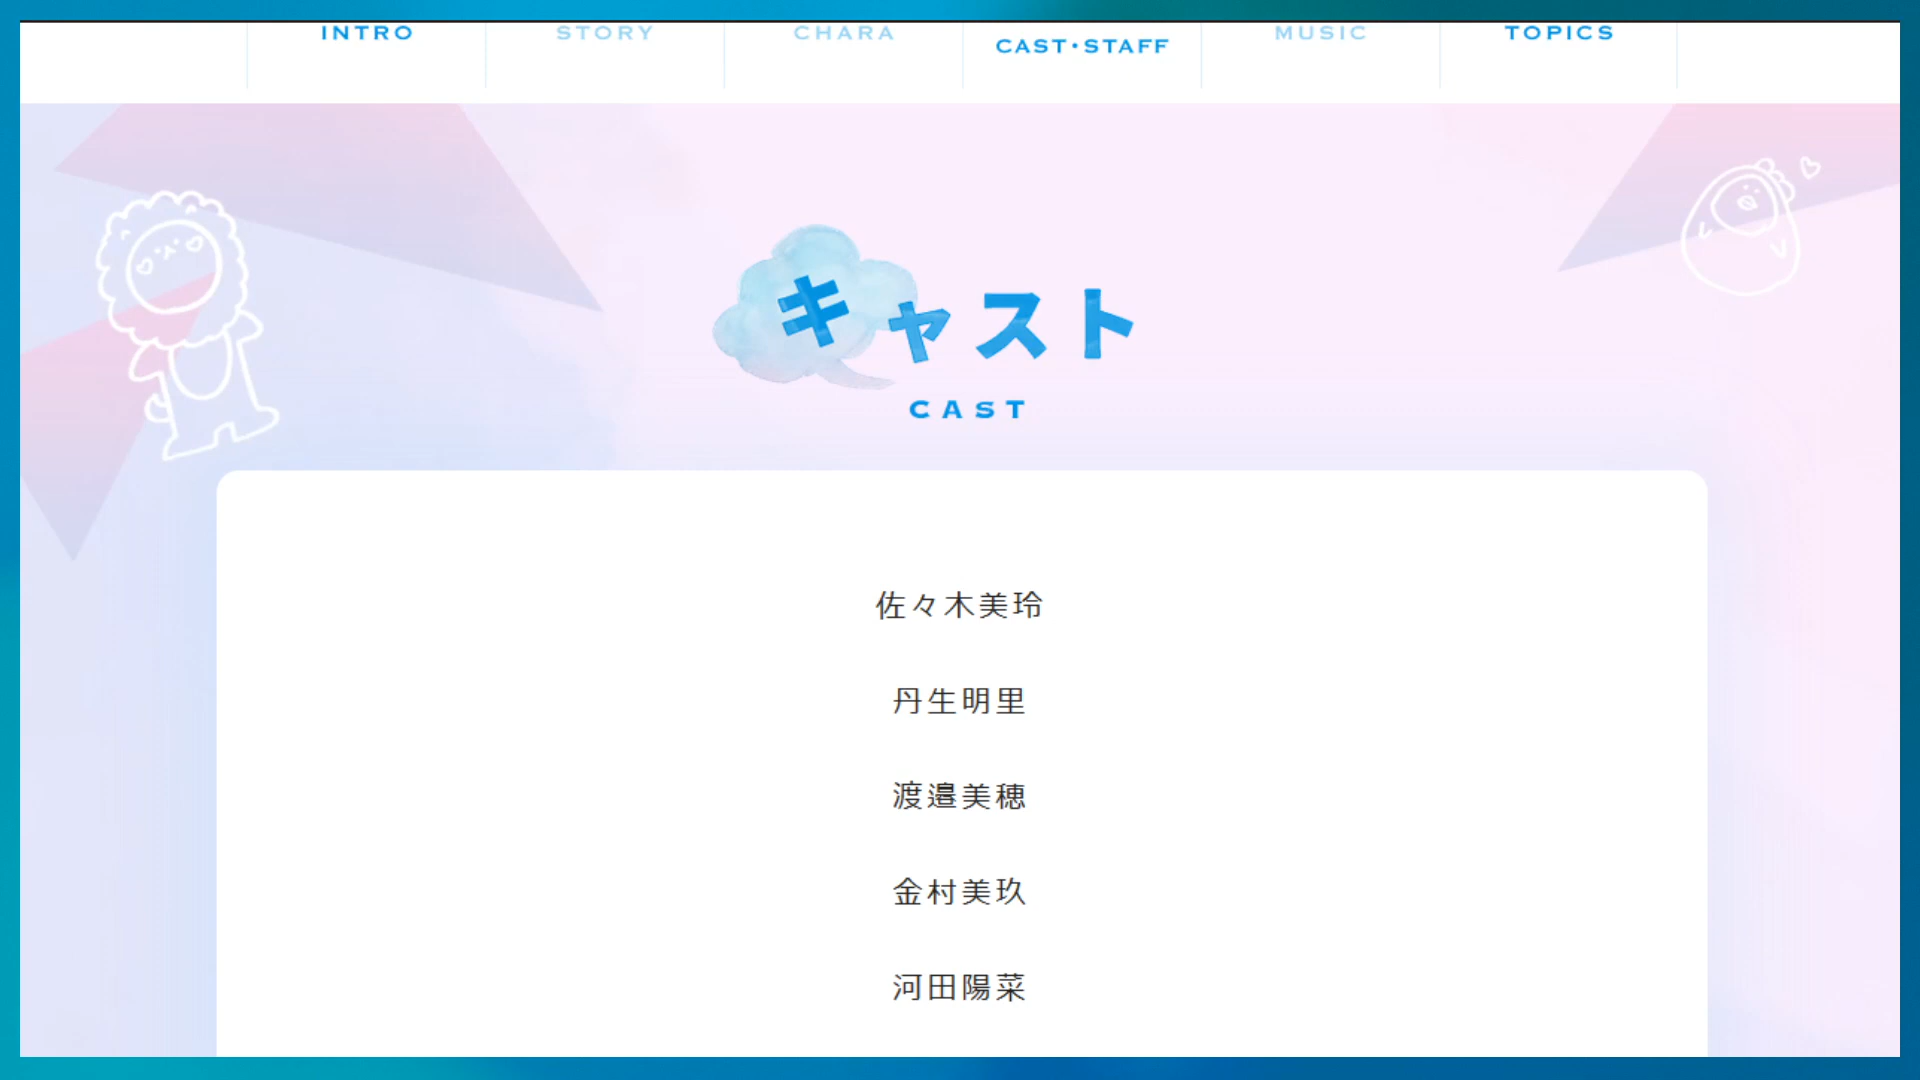 INTRO
STORY
CHARA
CAST・STAFF
MUSIC
TOPICS
キャスト
CAST
佐々木美玲
丹生明里
渡邉美穂
金村美玖
河田陽菜